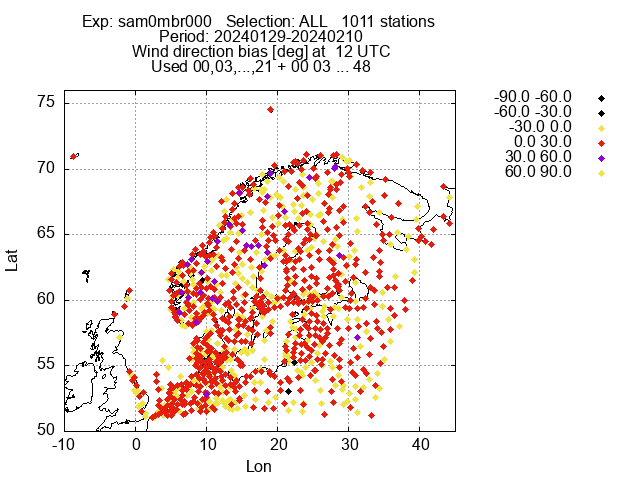 Exp: sam0mbr000 Selection: ALL 1011 stations
Period: 20240129-20240210
Wind direction bias [deg] at 12 UTC
Used 00,03,...,21 + 00 03 ... 48
-90.0 -60.0
-60.0 -30.0
-30.0 0.0
0.0 30.0
30.0 60.0
60.0 90.0
75
70
65
60
55
50
Lat
-10 0 10 20 30 40
Lon